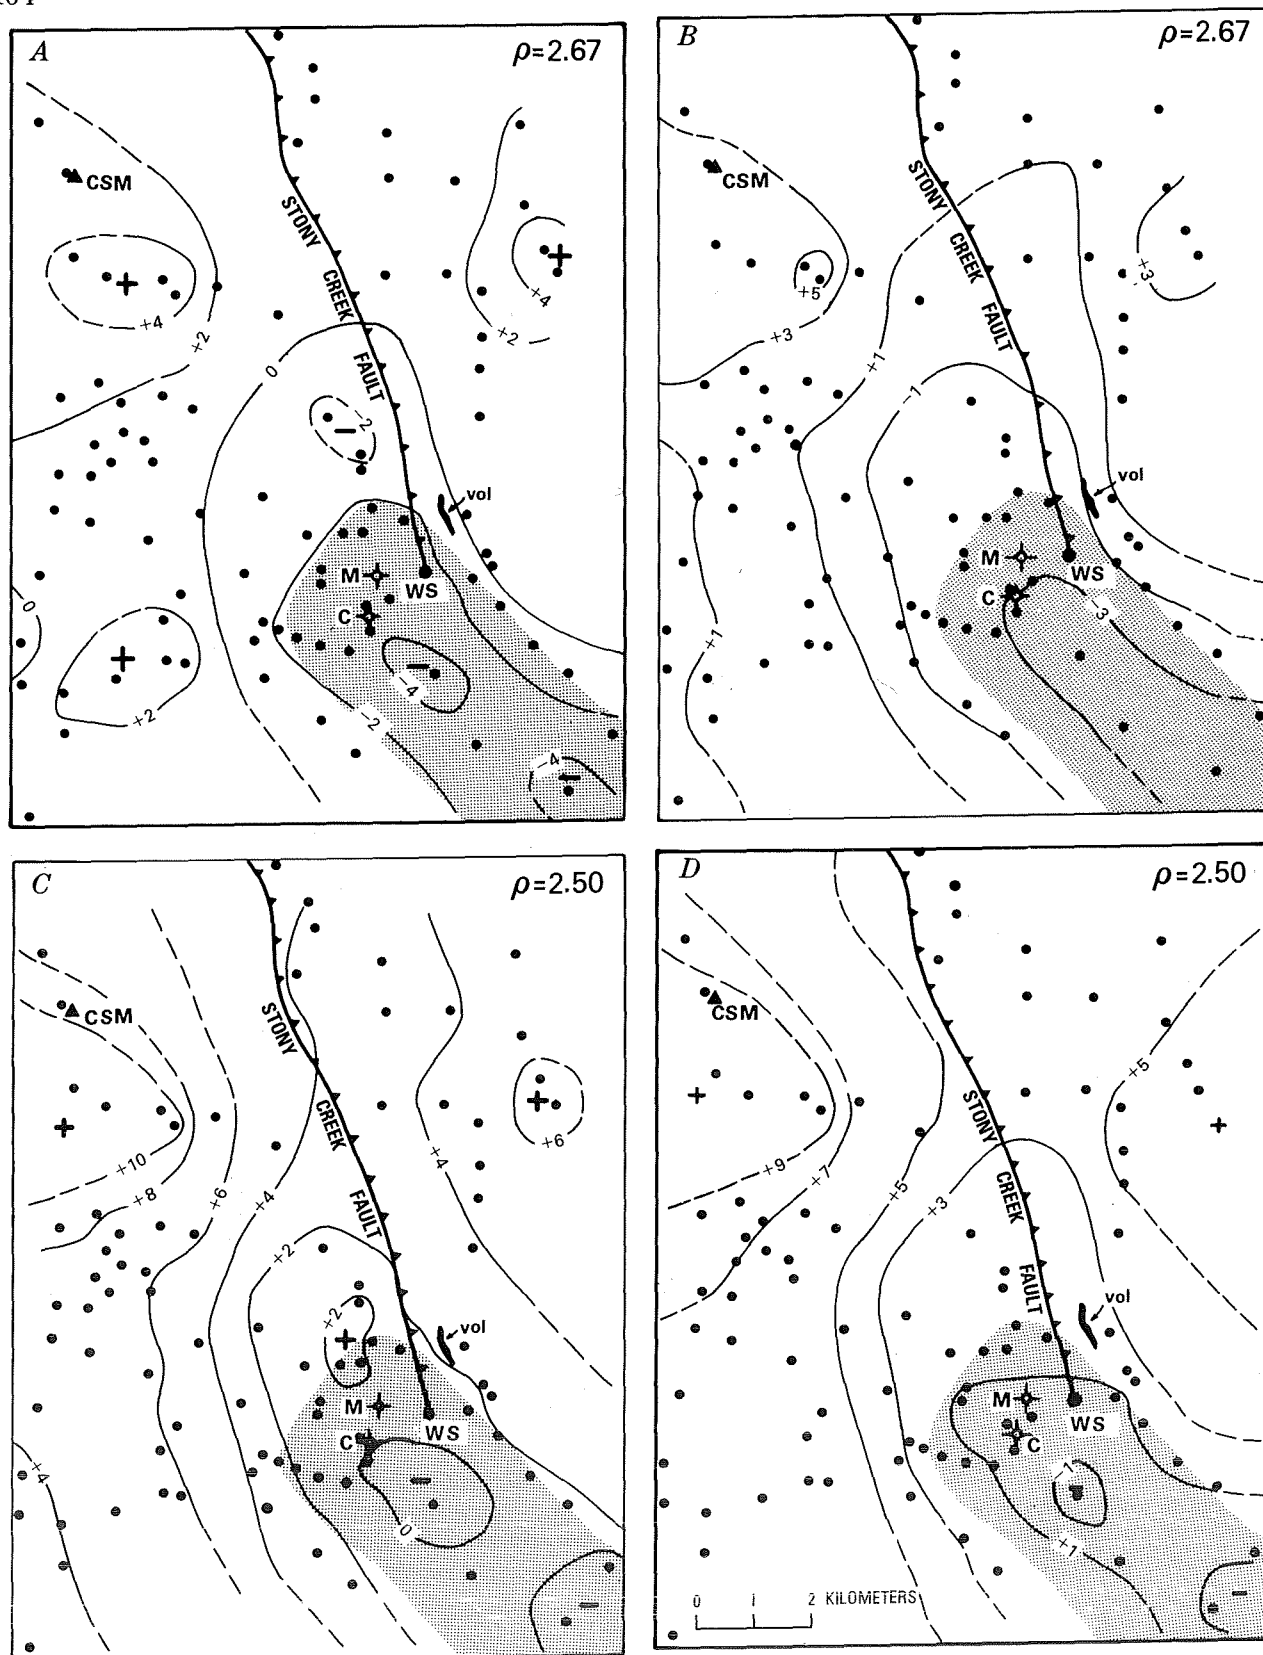 A
ρ=2.67
CSM
STONY
CREEK
FAULT
+4
+2
+4
+2
0
-2
vol
M
WS
C
0
-4
+2
-2
-4
B
ρ=2.67
CSM
STONY
CREEK
FAULT
+3
+5
+3
+1
-1
vol
M
WS
C
-3
+1
C
ρ=2.50
CSM
STONY
CREEK
FAULT
+10
+8
+6
+4
+4
+6
+2
+2
vol
M
WS
C
+4
0
D
ρ=2.50
CSM
STONY
CREEK
FAULT
+5
+9
+7
+5
+3
vol
M
WS
C
-1
+1
0 1 2 KILOMETERS